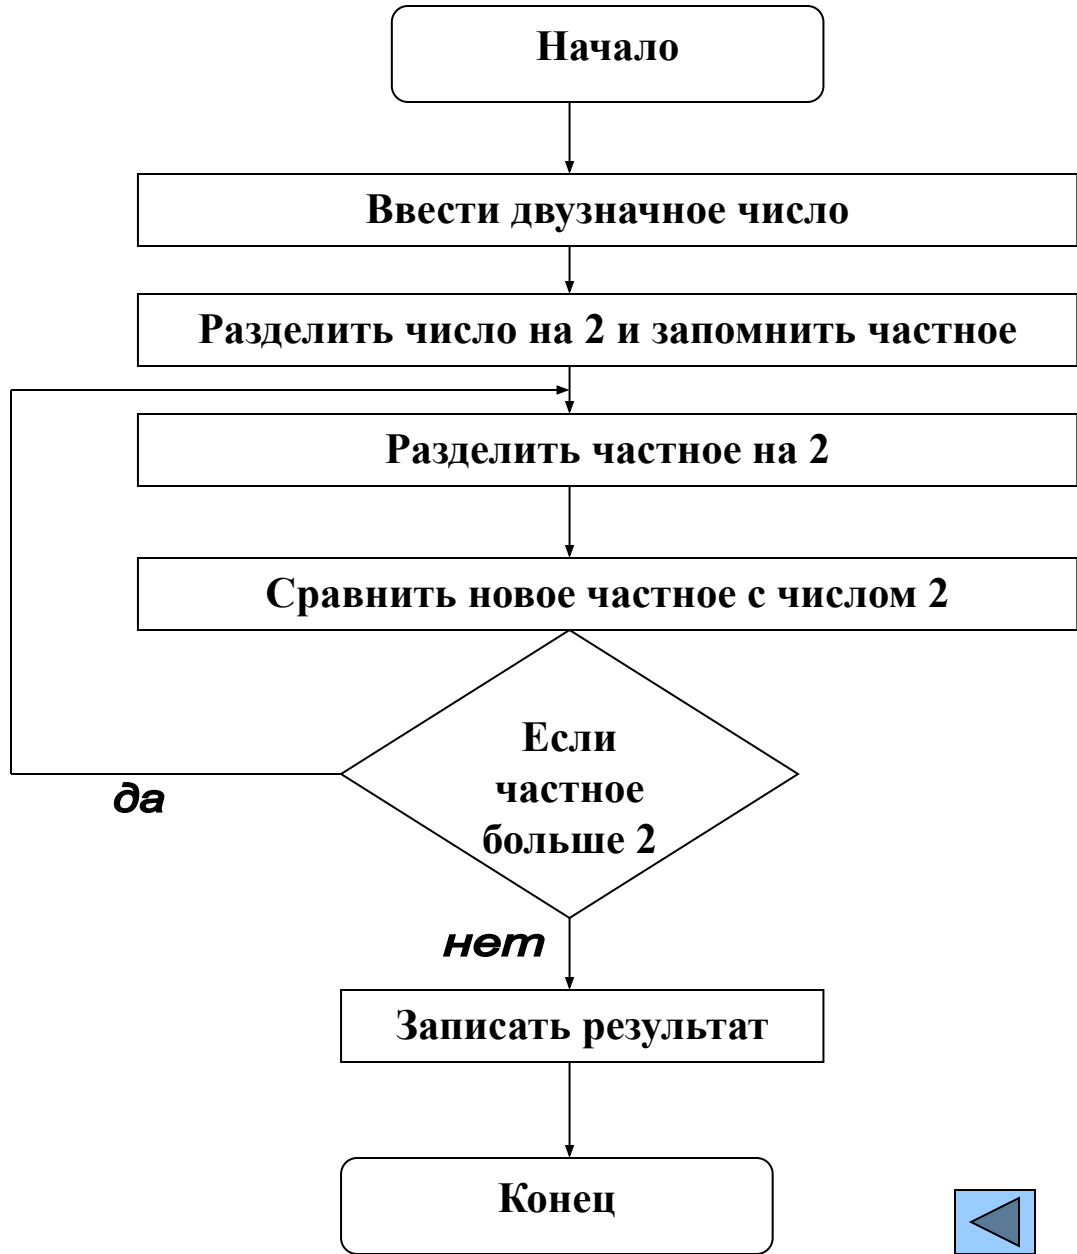 Начало
Ввести двузначное число
Разделить число на 2 и запомнить частное
Разделить частное на 2
Сравнить новое частное с числом 2
Если
частное
больше 2
да
нет
Записать результат
Конец